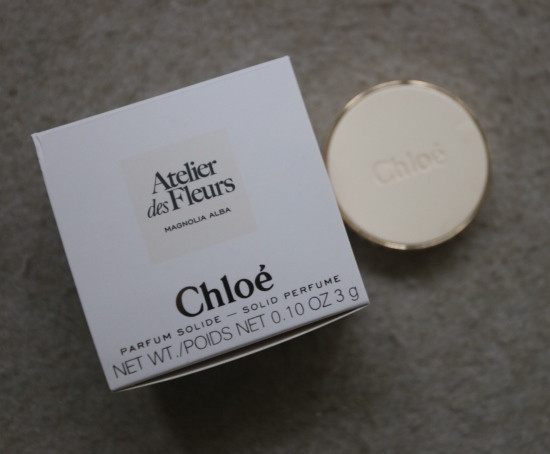 Atelier
des Fleurs
MAGNOLIA ALBA
Chloé
PARFUM SOLIDE — SOLID PERFUME
NET WT./POIDS NET 0.10 OZ 3 g
Chloé